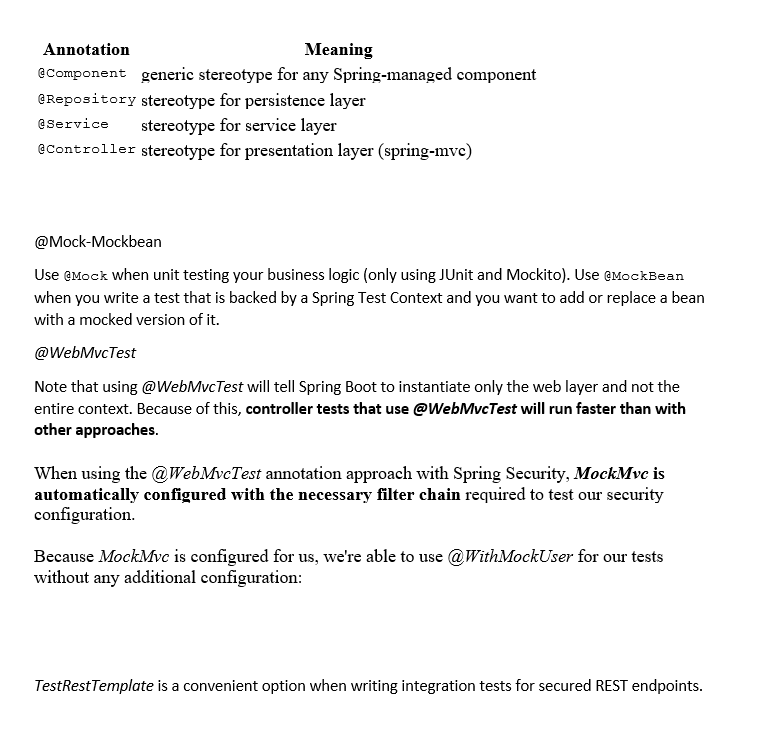 Annotation Meaning
@Component generic stereotype for any Spring-managed component
@Repository stereotype for persistence layer
@Service stereotype for service layer
@Controller stereotype for presentation layer (spring-mvc)
@Mock-Mockbean
Use @Mock when unit testing your business logic (only using JUnit and Mockito). Use @MockBean
when you write a test that is backed by a Spring Test Context and you want to add or replace a bean
with a mocked version of it.
@WebMvcTest
Note that using @WebMvcTest will tell Spring Boot to instantiate only the web layer and not the
entire context. Because of this, controller tests that use @WebMvcTest will run faster than with
other approaches.
When using the @WebMvcTest annotation approach with Spring Security, MockMvc is
automatically configured with the necessary filter chain required to test our security
configuration.
Because MockMvc is configured for us, we're able to use @WithMockUser for our tests
without any additional configuration:
TestRestTemplate is a convenient option when writing integration tests for secured REST endpoints.